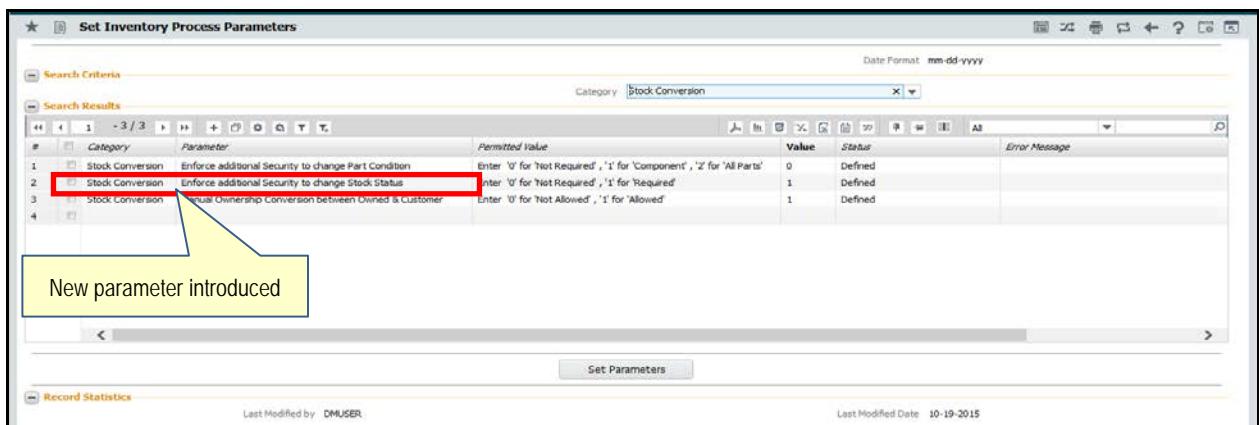 Set Inventory Process Parameters
Date Format mm-dd-yyyy
Search Criteria
Category Stock Conversion
Search Results
1 - 3 / 3 All
# Category Parameter Permitted Value Value Status Error Message
1 Stock Conversion Enforce additional Security to change Part Condition Enter '0' for 'Not Required' , '1' for 'Component' , '2' for 'All Parts' 0 Defined
2 Stock Conversion Enforce additional Security to change Stock Status Enter '0' for 'Not Required' , '1' for 'Required' 1 Defined
3 Stock Conversion Manual Ownership Conversion between Owned & Customer Enter '0' for 'Not Allowed' , '1' for 'Allowed' 1 Defined
4
New parameter introduced
Set Parameters
Record Statistics
Last Modified by DMUSER Last Modified Date 10-19-2015